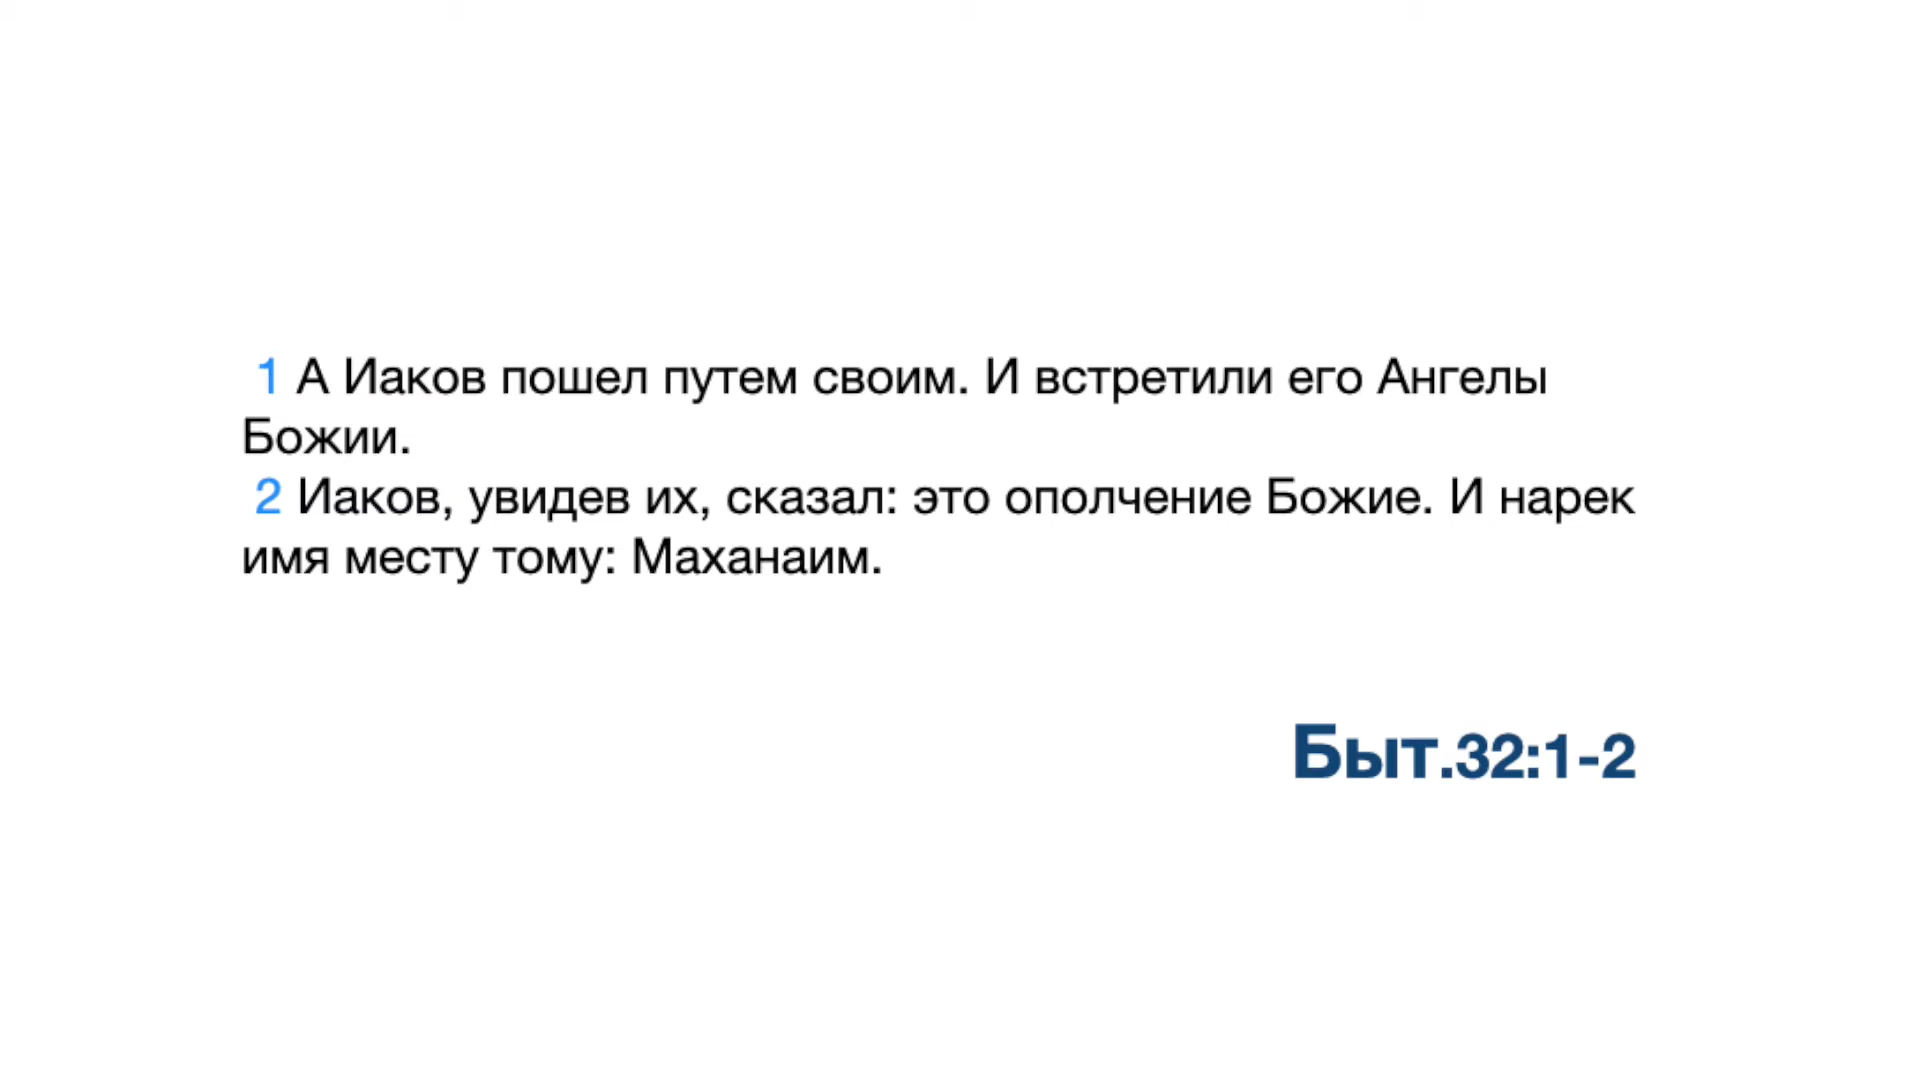 1 А Иаков пошел путем своим. И встретили его Ангелы
Божии.
2 Иаков, увидев их, сказал: это ополчение Божие. И нарек
имя месту тому: Маханаим.
Быт.32:1-2